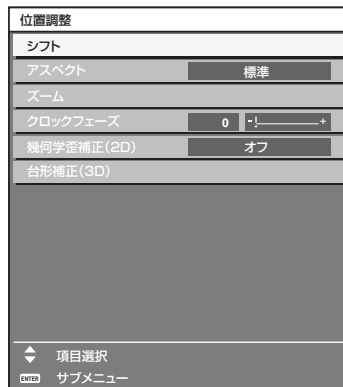 位置調整
シフト
アスペクト 標準
ズーム
クロックフェーズ 0 - +
幾何学歪補正(2D) オフ
台形補正(3D)
項目選択
ENTER サブメニュー